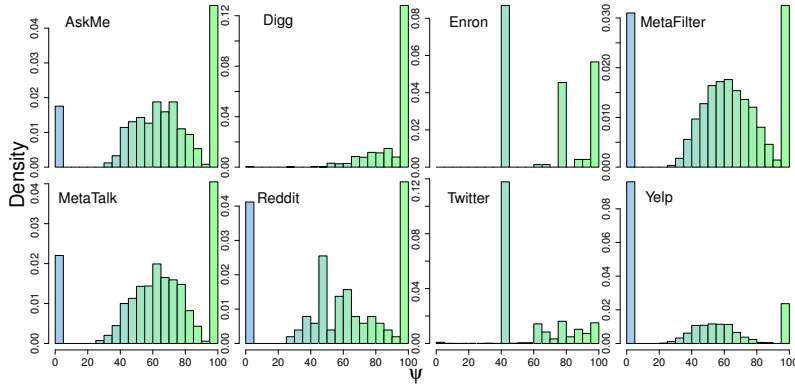 AskMe
0.00 0.01 0.02 0.03 0.04
Digg
0.00 0.04 0.08 0.12
Enron
0.00 0.02 0.04 0.06 0.08
MetaFilter
0.000 0.010 0.020 0.030
Density
MetaTalk
0.00 0.01 0.02 0.03 0.04
0 20 40 60 80 100
Reddit
0.00 0.01 0.02 0.03 0.04
0 20 40 60 80 100
Twitter
0.00 0.04 0.08 0.12
0 20 40 60 80 100
Yelp
0.00 0.02 0.04 0.06 0.08
0 20 40 60 80 100
ψ